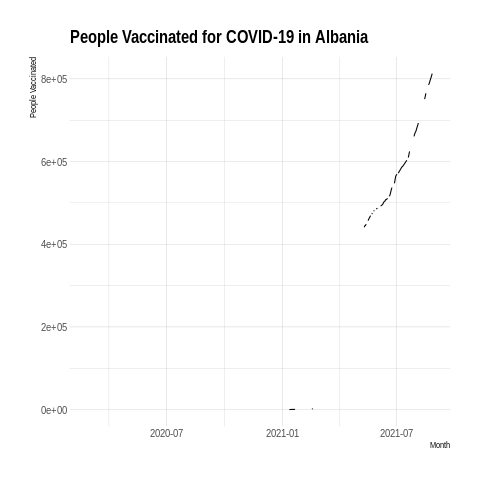 People Vaccinated for COVID-19 in Albania
People Vaccinated
8e+05
6e+05
4e+05
2e+05
0e+00
2020-07
2021-01
2021-07
Month